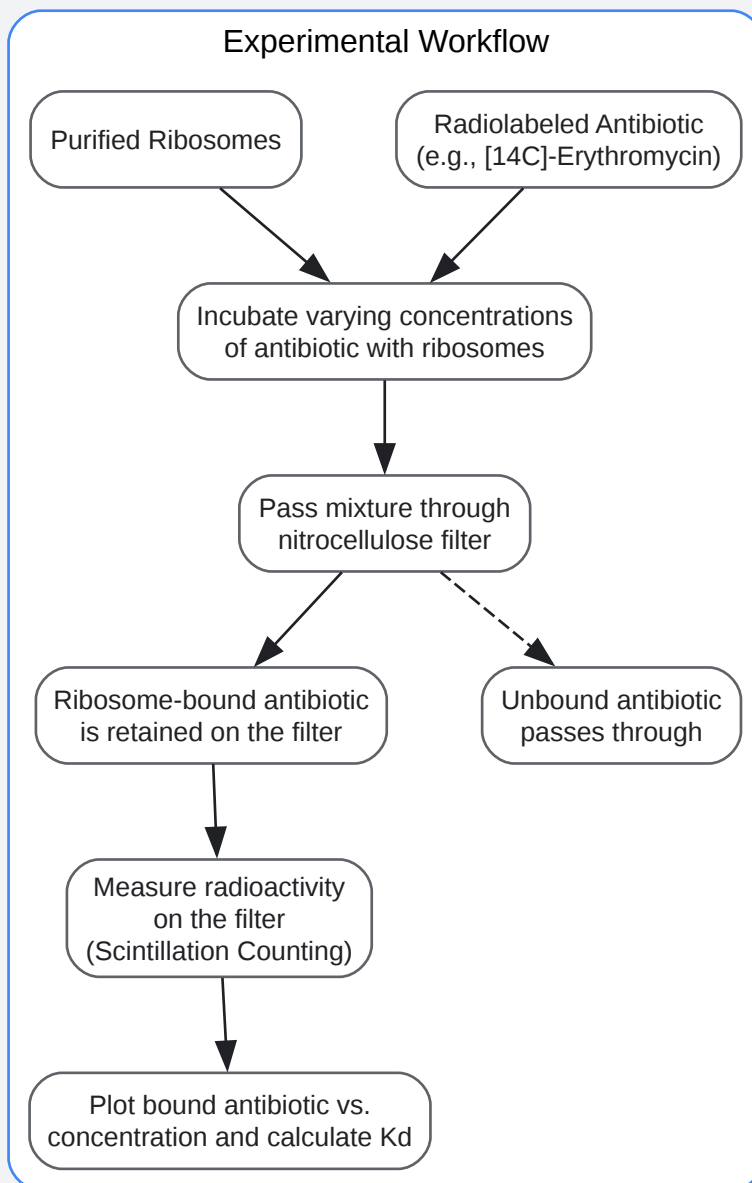 Experimental Workflow
Purified Ribosomes
Radiolabeled Antibiotic
(e.g., [14C]-Erythromycin)
Incubate varying concentrations
of antibiotic with ribosomes
Pass mixture through
nitrocellulose filter
Ribosome-bound antibiotic
is retained on the filter
Unbound antibiotic
passes through
Measure radioactivity
on the filter
(Scintillation Counting)
Plot bound antibiotic vs.
concentration and calculate Kd